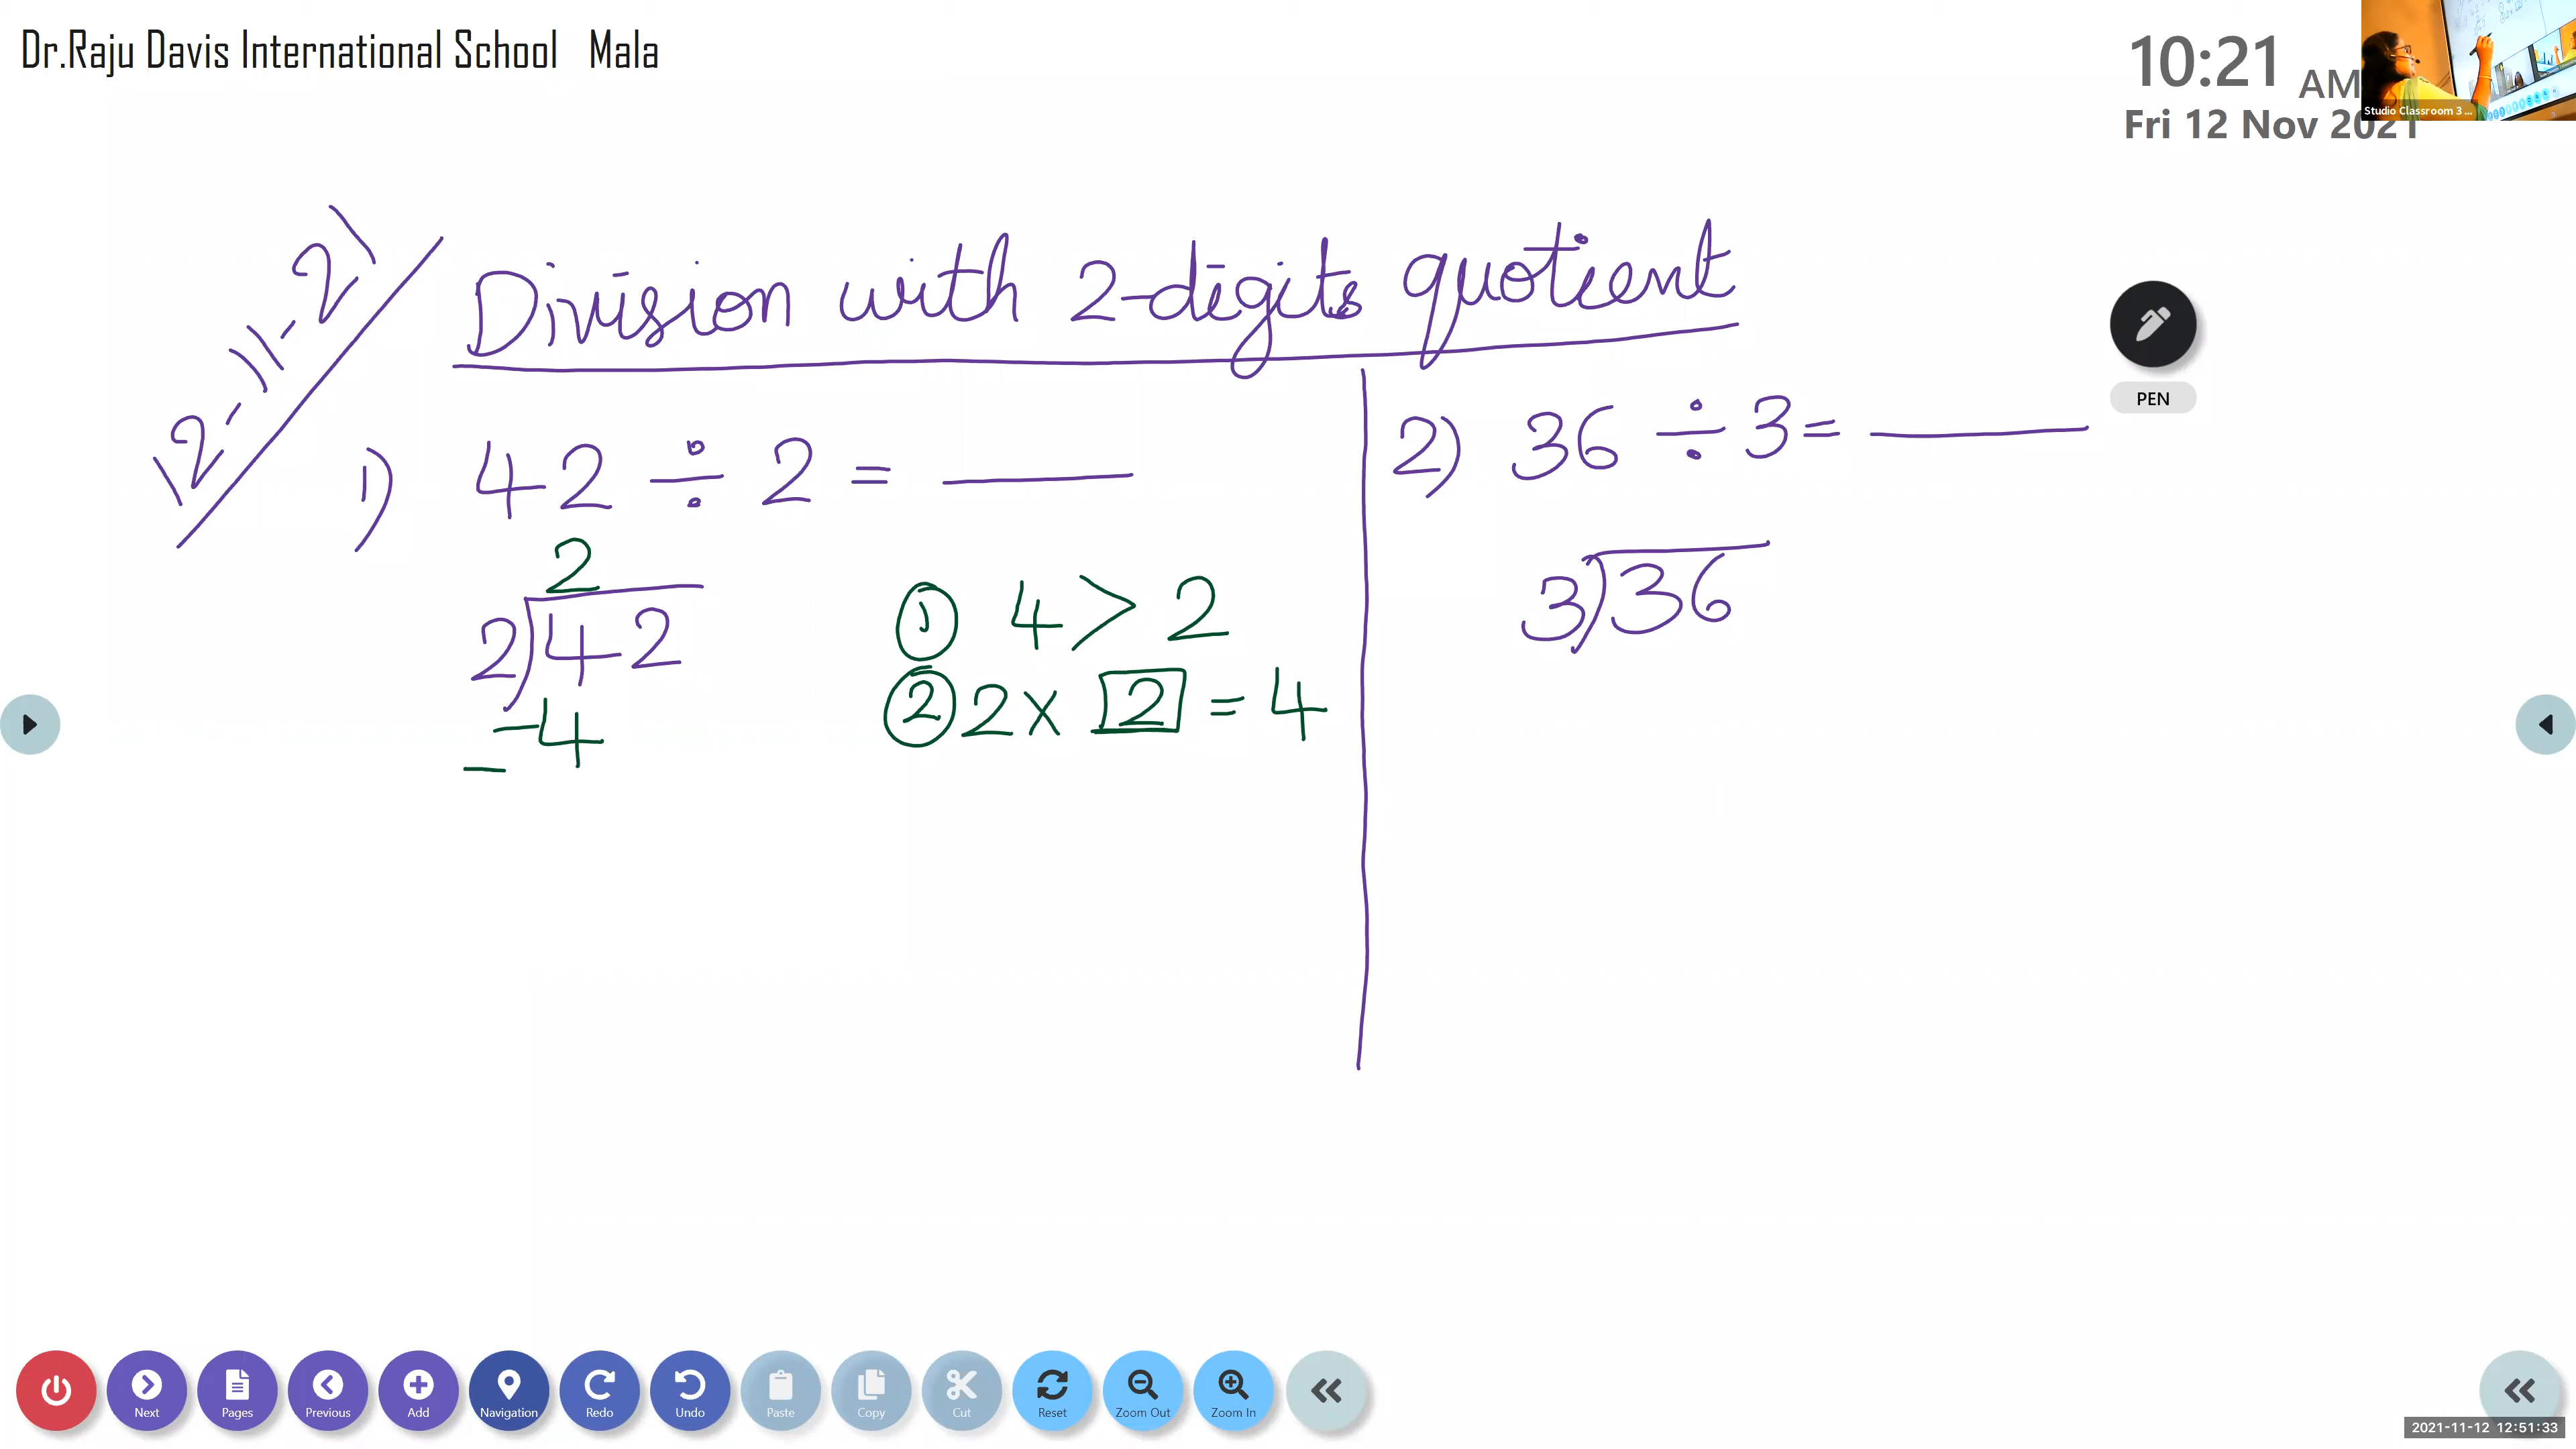 Dr.Raju Davis International School Mala
10:21 AM
Fri 12 Nov 2021
Studio Classroom 3 ...
12-11-21
Division with 2-digits quotient
1) 42 ÷ 2 = ____
2
2)42
-4
① 4 > 2
② 2 x 2 = 4
2) 36 ÷ 3 = ____
3)36
PEN
Next
Pages
Previous
Add
Navigation
Redo
Undo
Paste
Copy
Cut
Reset
Zoom Out
Zoom In
2021-11-12 12:51:33